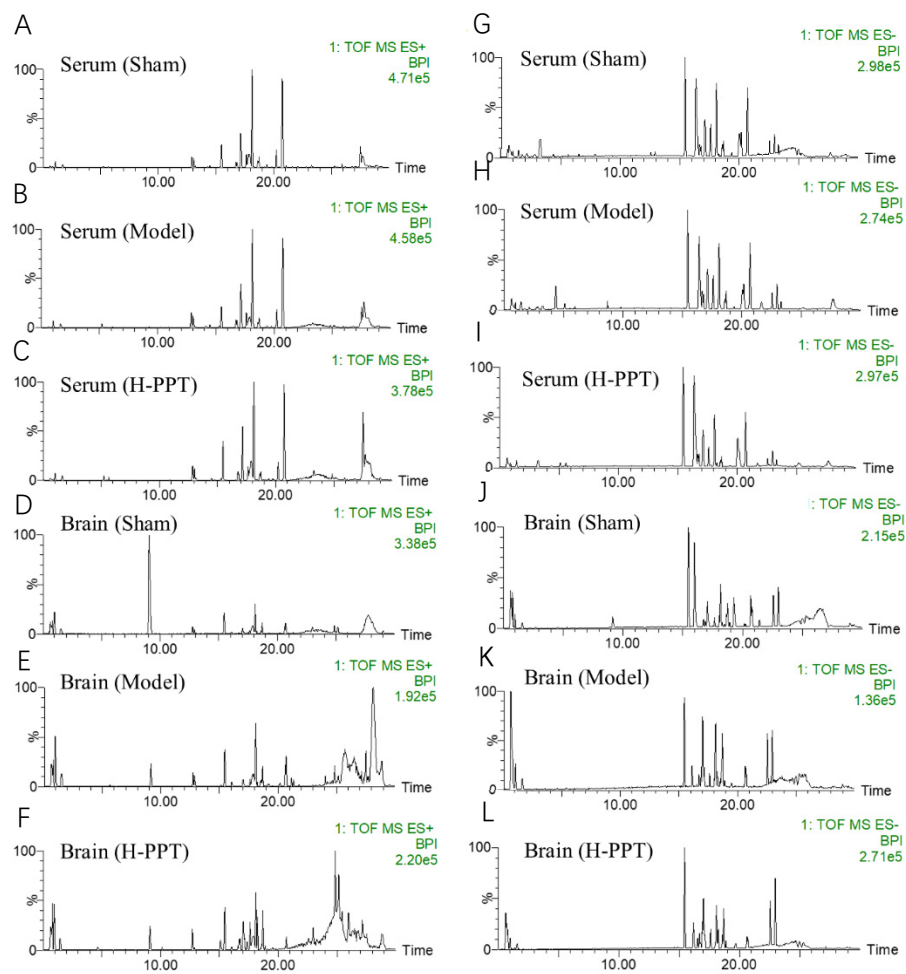 A
1: TOF MS ES+
Serum (Sham)
BPI
4.71e5
100
%
0
10.00
20.00
Time
B
1: TOF MS ES+
Serum (Model)
BPI
4.58e5
100
%
0
10.00
20.00
Time
C
1: TOF MS ES+
Serum (H-PPT)
BPI
3.78e5
100
%
0
10.00
20.00
Time
D
1: TOF MS ES+
Brain (Sham)
BPI
3.38e5
100
%
0
10.00
20.00
Time
E
1: TOF MS ES+
Brain (Model)
BPI
1.92e5
100
%
0
10.00
20.00
Time
F
1: TOF MS ES+
Brain (H-PPT)
BPI
2.20e5
100
%
0
10.00
20.00
Time
G
1: TOF MS ES-
Serum (Sham)
BPI
2.98e5
100
%
0
10.00
20.00
Time
H
1: TOF MS ES-
Serum (Model)
BPI
2.74e5
100
%
0
10.00
20.00
Time
I
1: TOF MS ES-
Serum (H-PPT)
BPI
2.97e5
100
%
0
10.00
20.00
Time
J
1: TOF MS ES-
Brain (Sham)
BPI
2.15e5
100
%
0
10.00
20.00
Time
K
1: TOF MS ES-
Brain (Model)
BPI
1.36e5
100
%
0
10.00
20.00
Time
L
1: TOF MS ES-
Brain (H-PPT)
BPI
2.71e5
100
%
0
10.00
20.00
Time